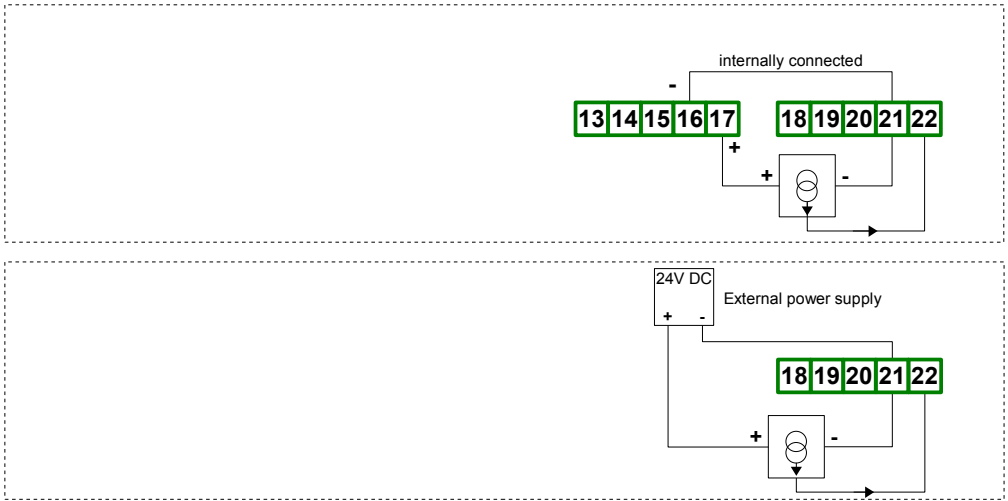 internally connected
-
13 14 15 16 17 18 19 20 21 22
+
+ -
24V DC
External power supply
+ -
18 19 20 21 22
+ -